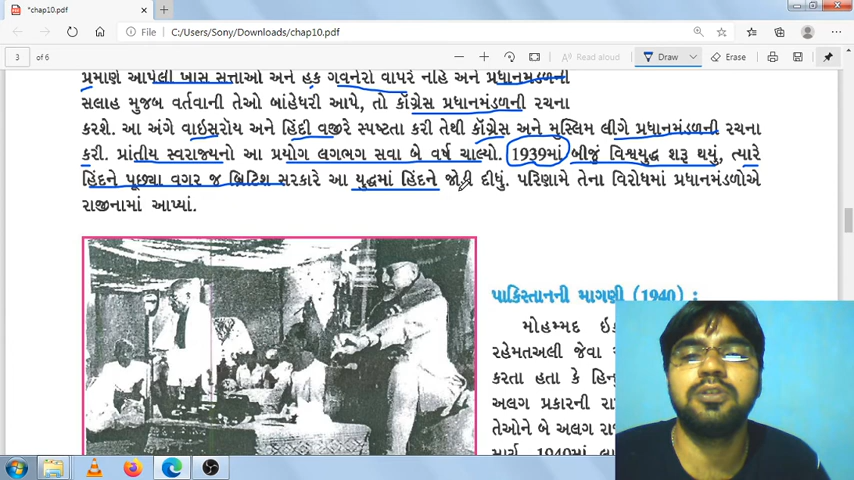 *chap10.pdf
File
C:/Users/Sony/Downloads/chap10.pdf
3
of 6
Draw
Erase
પ્રમાણે આપેલી ખાસ સત્તાઓ અને હક ગવર્નરો વાપરે નહિ અને પ્રધાનમંડળની
સલાહ મુજબ વર્તવાની તેઓ બાંહેધરી આપે, તો કૉંગ્રેસ પ્રધાનમંડળની રચના
કરશે. આ અંગે વાઇસરૉય અને હિંદી વજીરે સ્પષ્ટતા કરી તેથી કૉંગ્રેસ અને મુસ્લિમ લીગે પ્રધાનમંડળની રચના
કરી. પ્રાંતીય સ્વરાજ્યનો આ પ્રયોગ લગભગ સવા બે વર્ષ ચાલ્યો. 1939માં બીજું વિશ્વયુદ્ધ શરૂ થયું, ત્યારે
હિંદને પૂછ્યા વગર જ બ્રિટિશ સરકારે આ યુદ્ધમાં હિંદને જોડી દીધું. પરિણામે તેના વિરોધમાં પ્રધાનમંડળોએ
રાજીનામાં આપ્યાં.
પાકિસ્તાનની માગણી (1940) :
મોહમ્મદ ઇક
રહેમતઅલી જેવા
કરતા હતા કે હિન્
અલગ પ્રકારની રા
તેઓને બે અલગ રા
1940માં લા